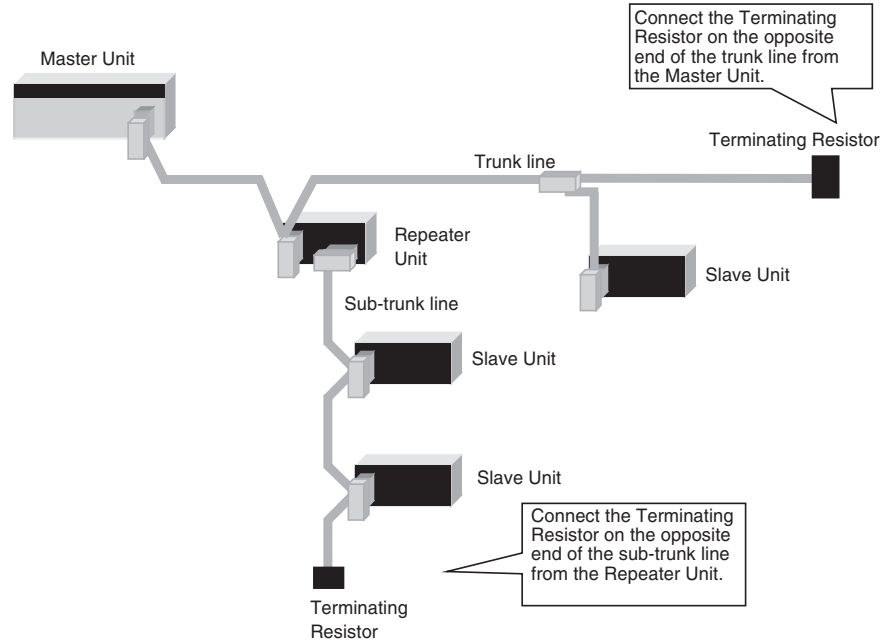 Connect the Terminating
Resistor on the opposite
end of the trunk line from
the Master Unit.
Master Unit
Terminating Resistor
Trunk line
Repeater
Unit
Slave Unit
Sub-trunk line
Slave Unit
Slave Unit
Connect the Terminating
Resistor on the opposite
end of the sub-trunk line
from the Repeater Unit.
Terminating
Resistor